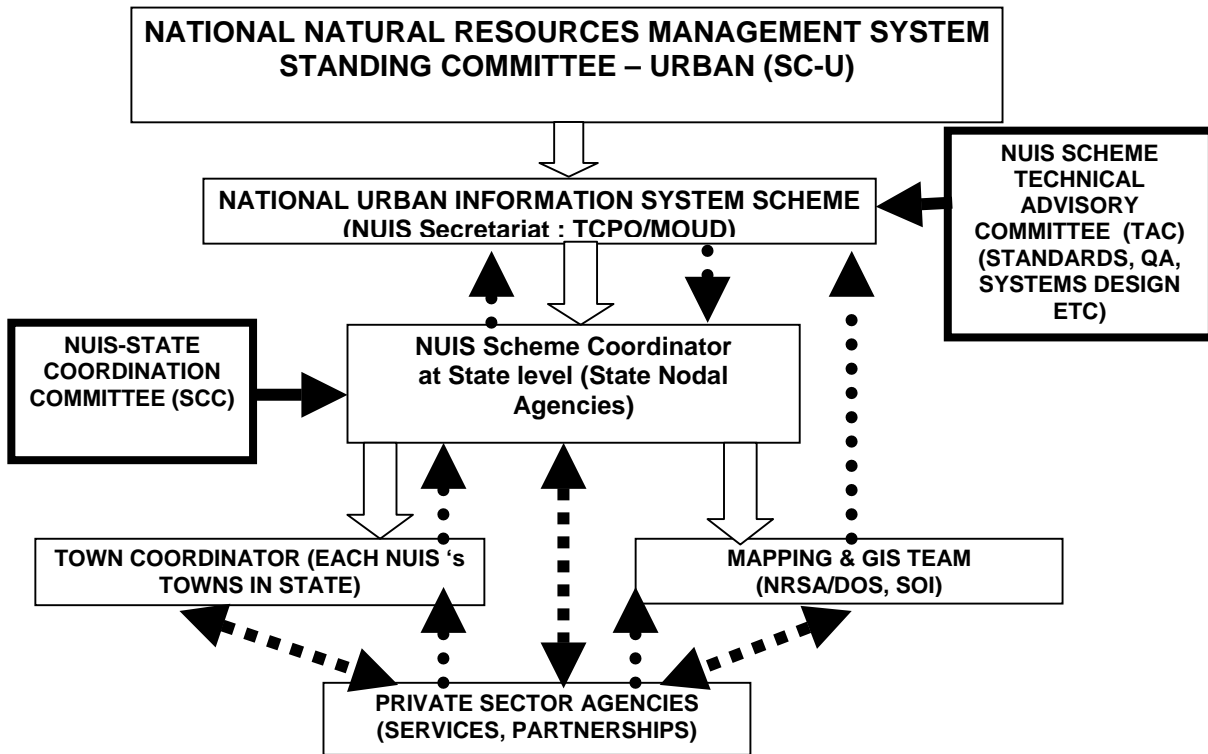 NATIONAL NATURAL RESOURCES MANAGEMENT SYSTEM
STANDING COMMITTEE – URBAN (SC-U)
NUIS SCHEME
TECHNICAL
ADVISORY
COMMITTEE (TAC)
(STANDARDS, QA,
SYSTEMS DESIGN
ETC)
NATIONAL URBAN INFORMATION SYSTEM SCHEME
(NUIS Secretariat : TCPO/MOUD)
NUIS-STATE
COORDINATION
COMMITTEE (SCC)
NUIS Scheme Coordinator
at State level (State Nodal
Agencies)
TOWN COORDINATOR (EACH NUIS ‘s
TOWNS IN STATE)
MAPPING & GIS TEAM
(NRSA/DOS, SOI)
PRIVATE SECTOR AGENCIES
(SERVICES, PARTNERSHIPS)